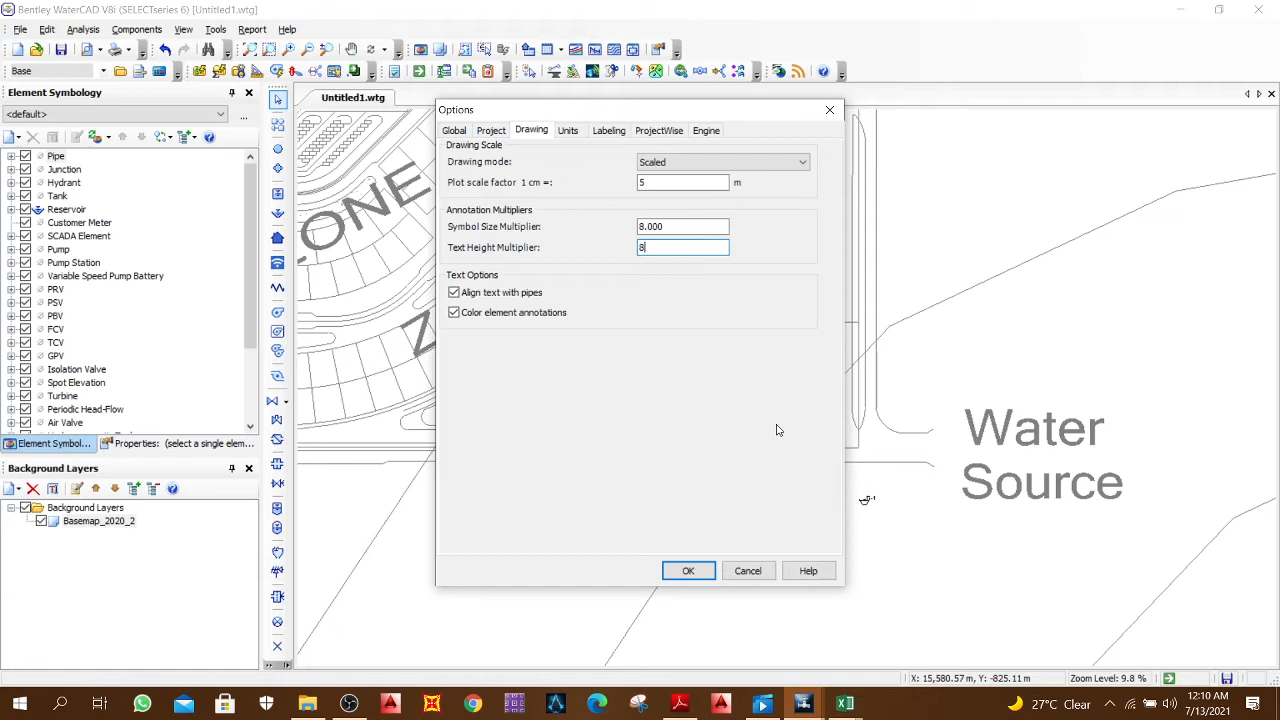 Bentley WaterCAD V8i (SELECTseries 6) [Untitled1.wtg]
File Edit Analysis Components View Tools Report Help
Base
Element Symbology
<default>
...
Pipe
Junction
Hydrant
Tank
Reservoir
Customer Meter
SCADA Element
Pump
Pump Station
Variable Speed Pump Battery
PRV
PSV
PBV
FCV
TCV
GPV
Isolation Valve
Spot Elevation
Turbine
Periodic Head-Flow
Air Valve
Element Symbol... Properties: (select a single elem...
Background Layers
Background Layers
Basemap_2020_2
Untitled1.wtg
ZONE
Z
Options
Global Project Drawing Units Labeling ProjectWise Engine
Drawing Scale
Drawing mode: Scaled
Plot scale factor 1 cm =: 5 m
Annotation Multipliers
Symbol Size Multiplier: 8.000
Text Height Multiplier: 8
Text Options
Align text with pipes
Color element annotations
OK Cancel Help
Water
Source
X: 15,580.57 m, Y: -825.11 m Zoom Level: 9.8 %
27°C Clear
12:10 AM
7/13/2021